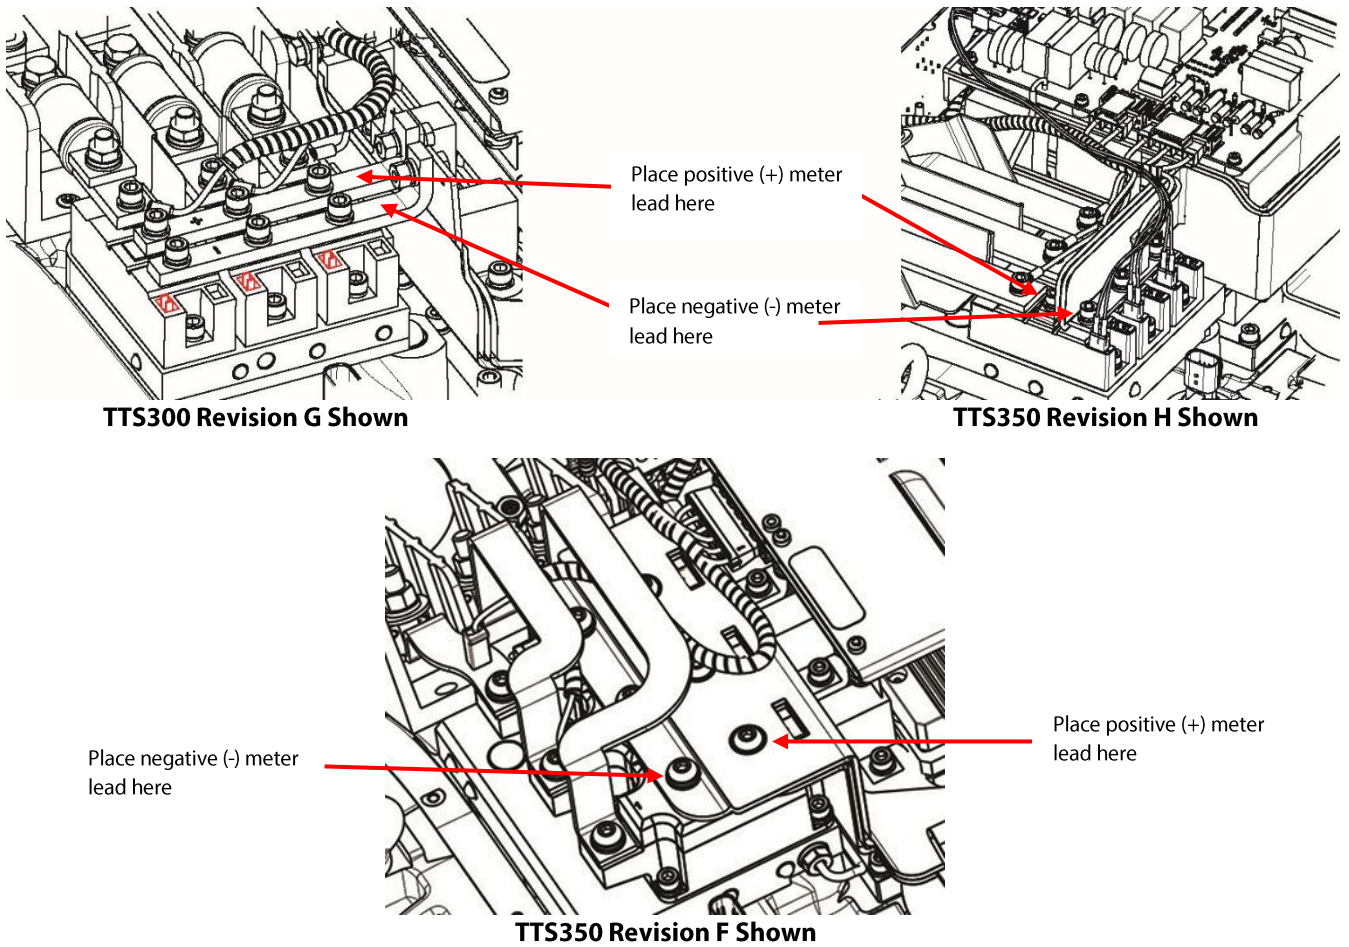 Place positive (+) meter
lead here
Place negative (-) meter
lead here
+
-
TTS300 Revision G Shown
TTS350 Revision H Shown
Place negative (-) meter
lead here
Place positive (+) meter
lead here
TTS350 Revision F Shown